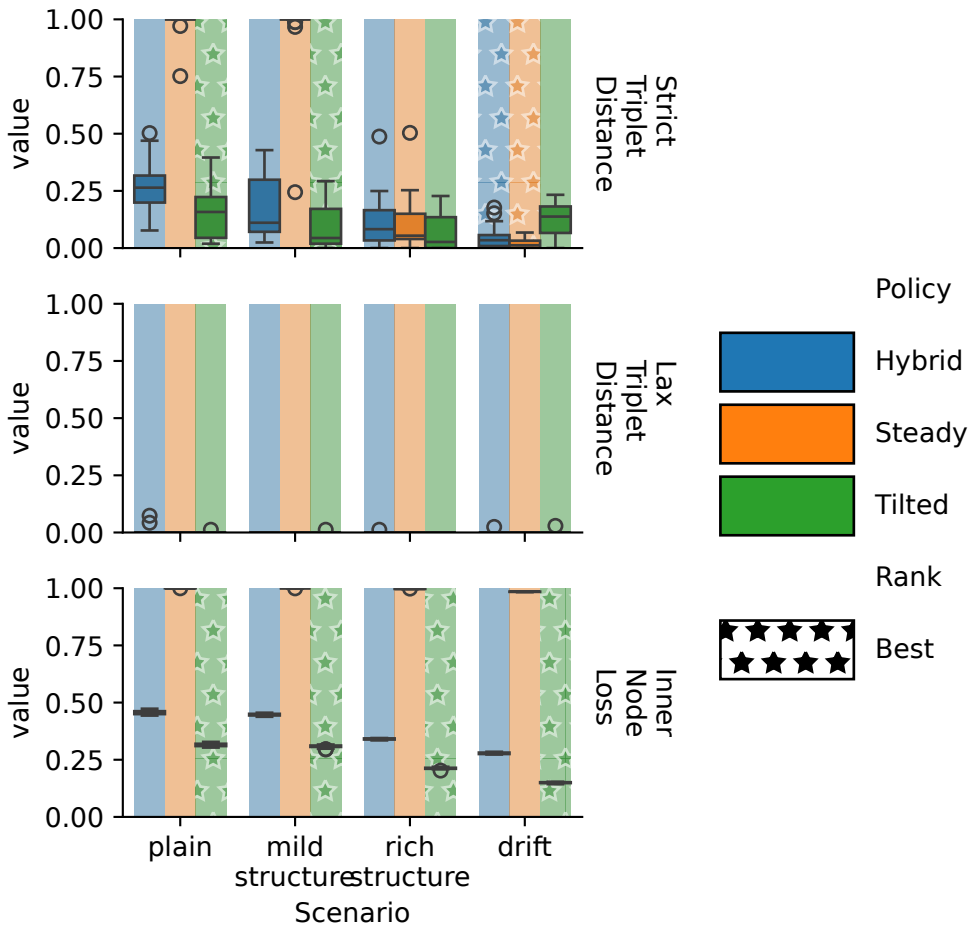 1.00
0.75
0.50
0.25
0.00
value
Strict
Triplet
Distance
1.00
0.75
0.50
0.25
0.00
value
Lax
Triplet
Distance
1.00
0.75
0.50
0.25
0.00
value
Inner
Node
Loss
plain
mild
structure
rich
structure
drift
Scenario
Policy
Hybrid
Steady
Tilted
Rank
Best